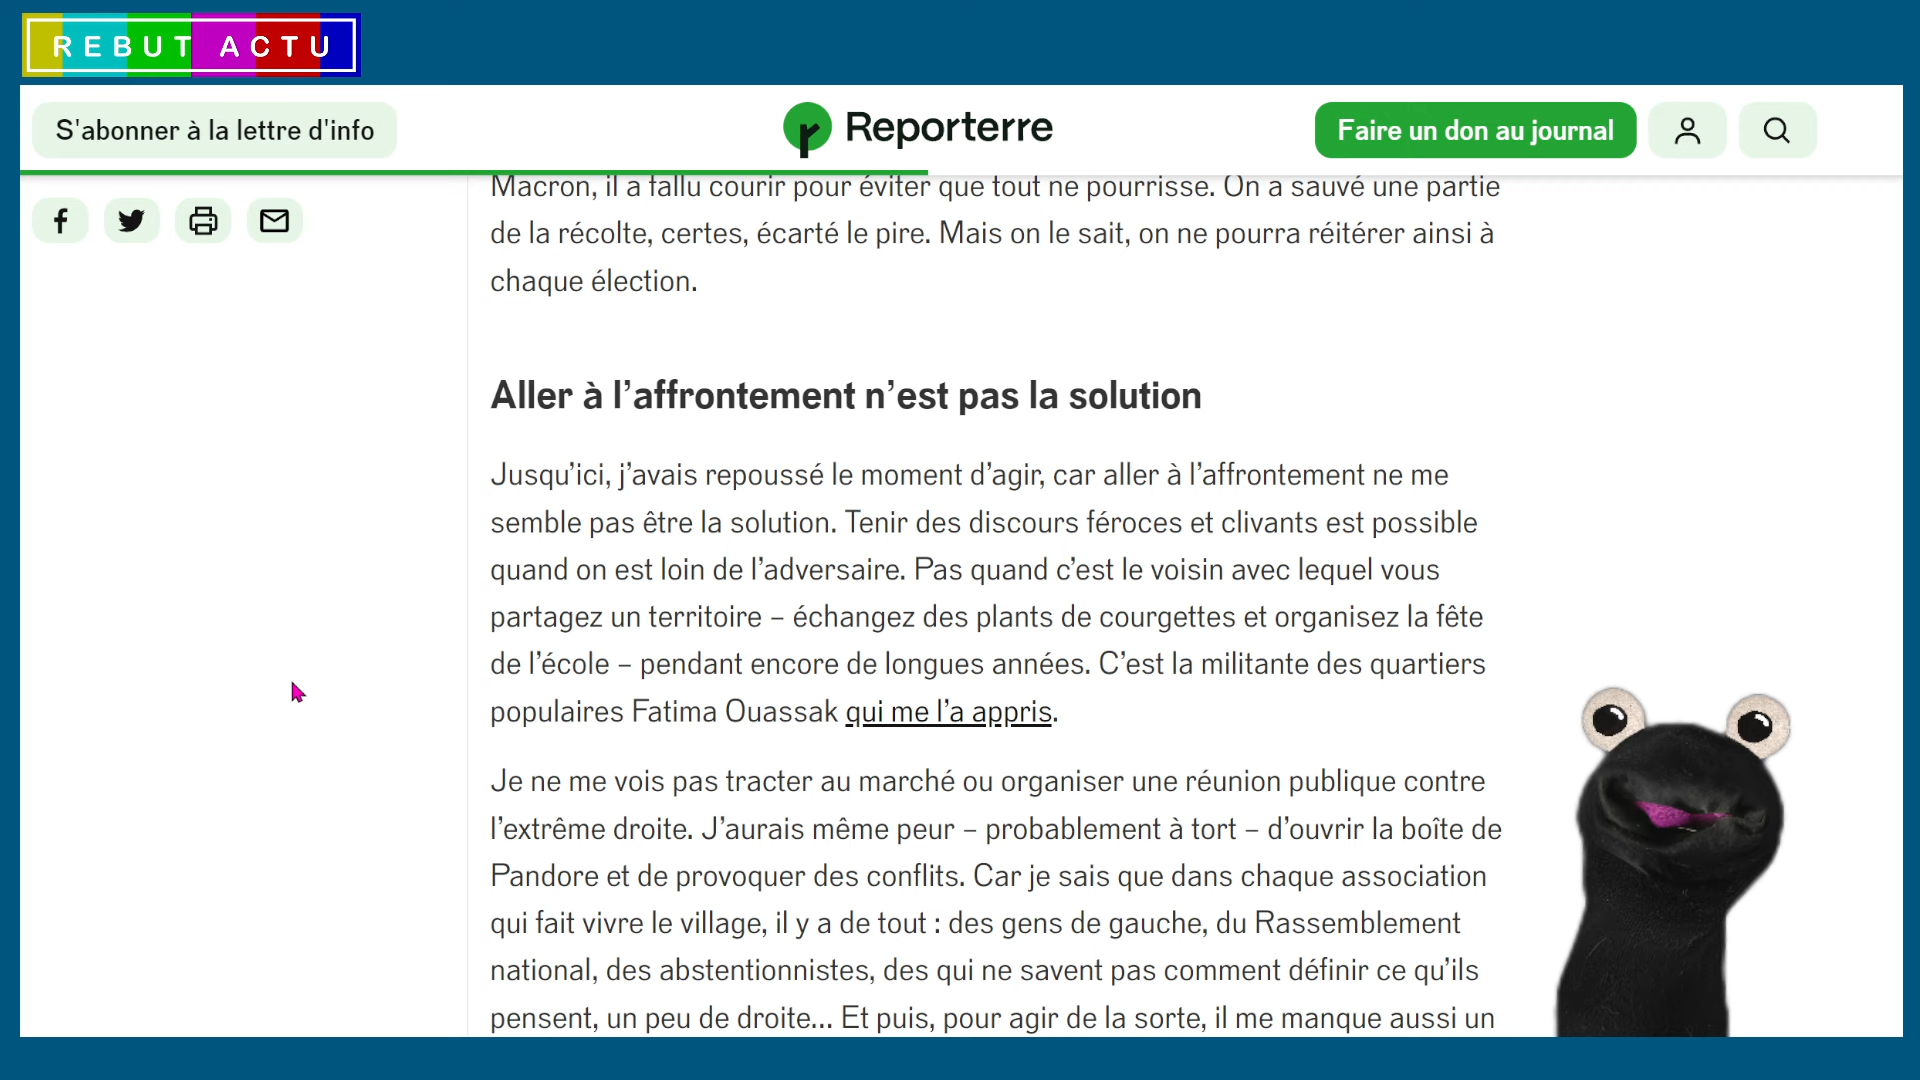 REBUT ACTU
S'abonner à la lettre d'info
Reporterre
Faire un don au journal
Macron, il a fallu courir pour éviter que tout ne pourrisse. On a sauvé une partie
de la récolte, certes, écarté le pire. Mais on le sait, on ne pourra réitérer ainsi à
chaque élection.
Aller à l’affrontement n’est pas la solution
Jusqu’ici, j’avais repoussé le moment d’agir, car aller à l’affrontement ne me
semble pas être la solution. Tenir des discours féroces et clivants est possible
quand on est loin de l’adversaire. Pas quand c’est le voisin avec lequel vous
partagez un territoire – échangez des plants de courgettes et organisez la fête
de l’école – pendant encore de longues années. C’est la militante des quartiers
populaires Fatima Ouassak qui me l’a appris.
Je ne me vois pas tracter au marché ou organiser une réunion publique contre
l’extrême droite. J’aurais même peur – probablement à tort – d’ouvrir la boîte de
Pandore et de provoquer des conflits. Car je sais que dans chaque association
qui fait vivre le village, il y a de tout : des gens de gauche, du Rassemblement
national, des abstentionnistes, des qui ne savent pas comment définir ce qu’ils
pensent, un peu de droite... Et puis, pour agir de la sorte, il me manque aussi un